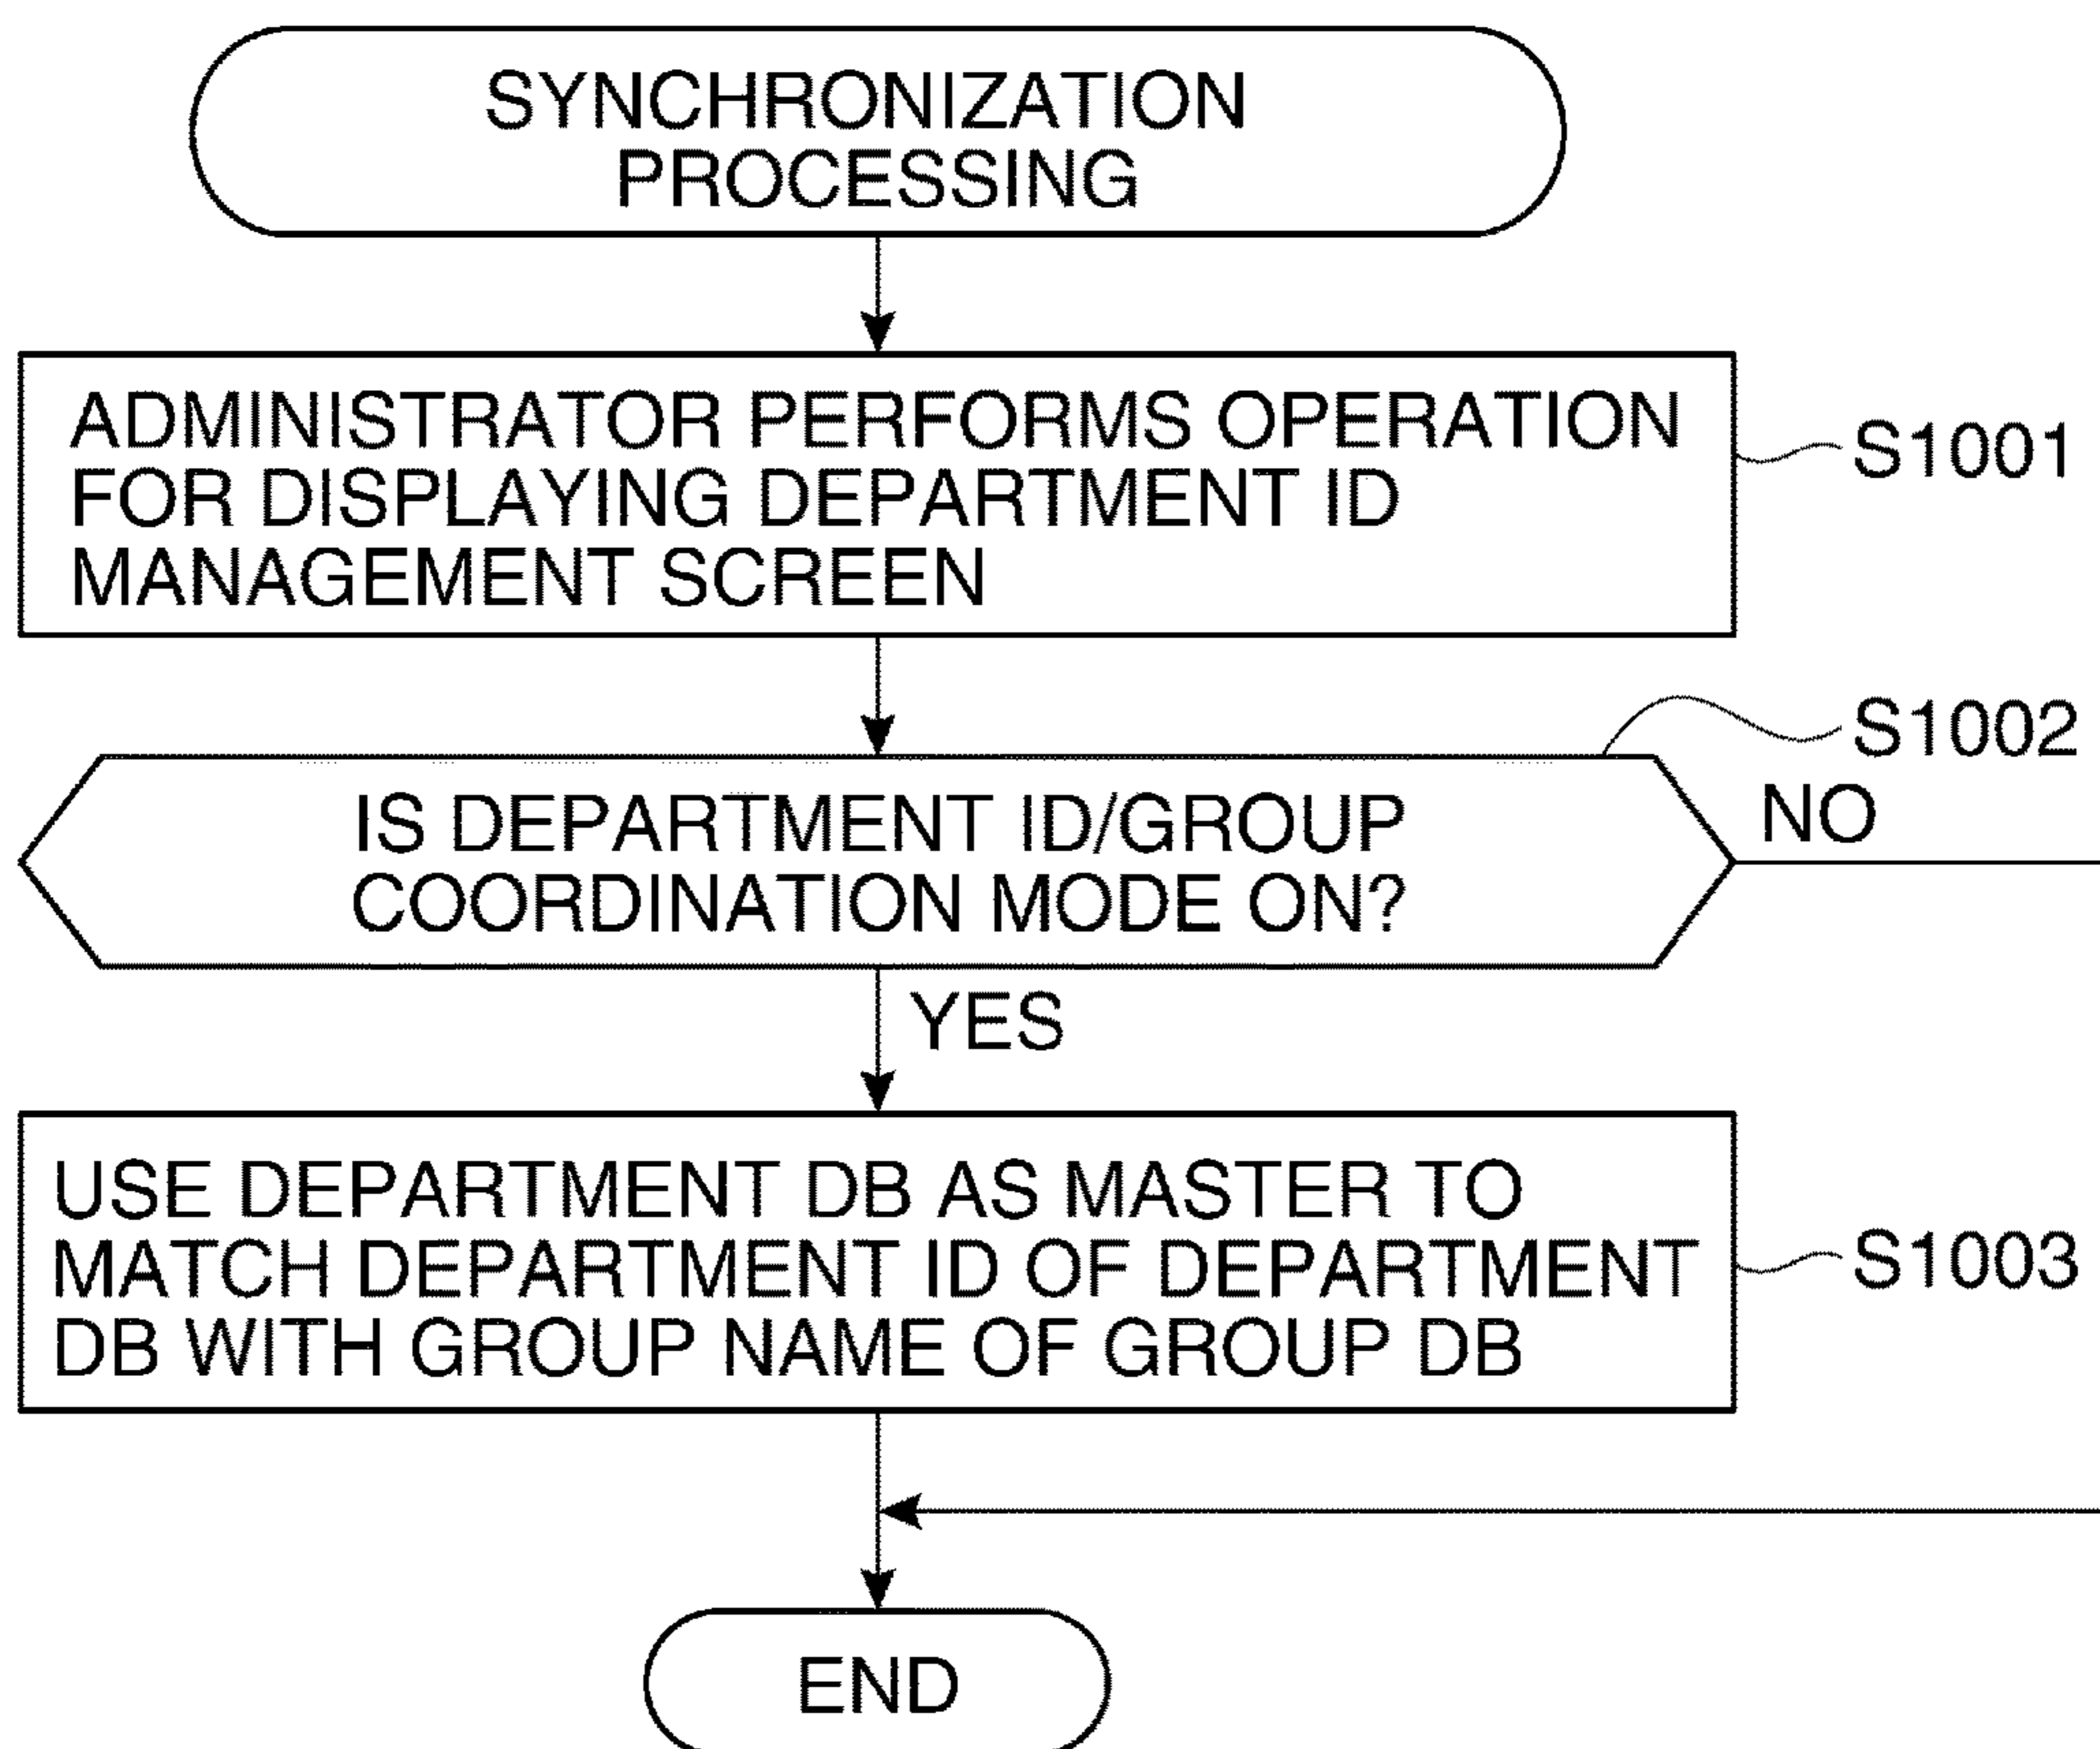 SYNCHRONIZATION
PROCESSING
ADMINISTRATOR PERFORMS OPERATION
FOR DISPLAYING DEPARTMENT ID
MANAGEMENT SCREEN
S1001
S1002
IS DEPARTMENT ID/GROUP
COORDINATION MODE ON?
NO
YES
USE DEPARTMENT DB AS MASTER TO
MATCH DEPARTMENT ID OF DEPARTMENT
DB WITH GROUP NAME OF GROUP DB
S1003
END